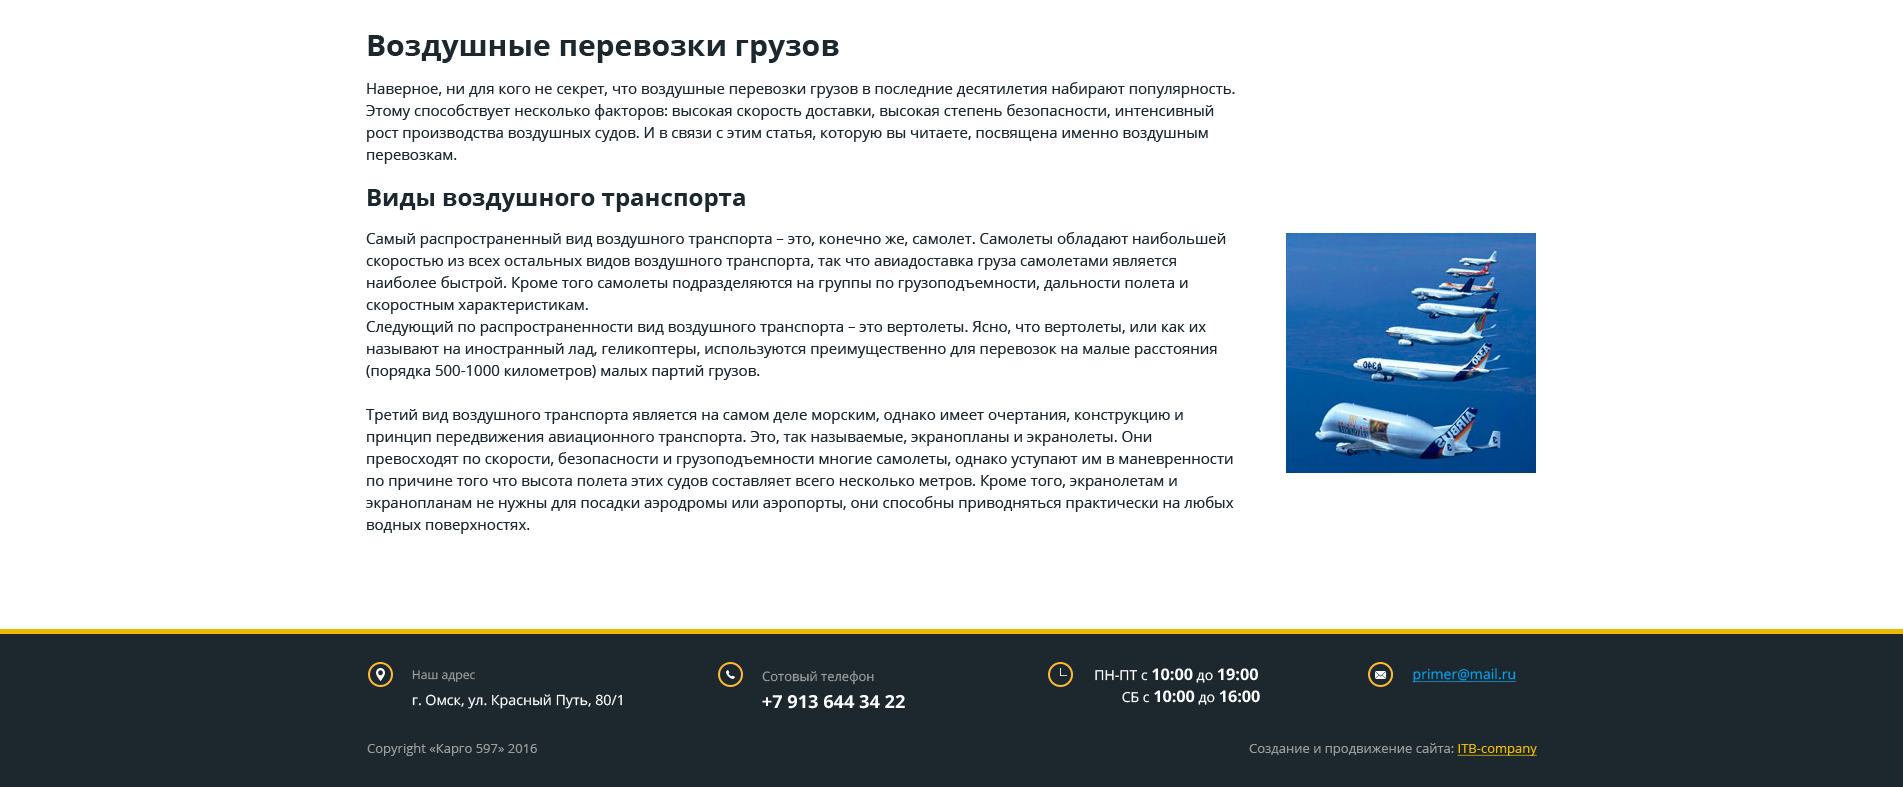 Воздушные перевозки грузов
Наверное, ни для кого не секрет, что воздушные перевозки грузов в последние десятилетия набирают популярность.
Этому способствует несколько факторов: высокая скорость доставки, высокая степень безопасности, интенсивный
рост производства воздушных судов. И в связи с этим статья, которую вы читаете, посвящена именно воздушным
перевозкам.
Виды воздушного транспорта
Самый распространенный вид воздушного транспорта – это, конечно же, самолет. Самолеты обладают наибольшей
скоростью из всех остальных видов воздушного транспорта, так что авиадоставка груза самолетами является
наиболее быстрой. Кроме того самолеты подразделяются на группы по грузоподъемности, дальности полета и
скоростным характеристикам.
Следующий по распространенности вид воздушного транспорта – это вертолеты. Ясно, что вертолеты, или как их
называют на иностранный лад, геликоптеры, используются преимущественно для перевозок на малые расстояния
(порядка 500-1000 километров) малых партий грузов.
Третий вид воздушного транспорта является на самом деле морским, однако имеет очертания, конструкцию и
принцип передвижения авиационного транспорта. Это, так называемые, экранопланы и экранолеты. Они
превосходят по скорости, безопасности и грузоподъемности многие самолеты, однако уступают им в маневренности
по причине того что высота полета этих судов составляет всего несколько метров. Кроме того, экранолетам и
экранопланам не нужны для посадки аэродромы или аэропорты, они способны приводняться практически на любых
водных поверхностях.
A340
A340
AIRBUS
3
Наш адрес
г. Омск, ул. Красный Путь, 80/1
Сотовый телефон
+7 913 644 34 22
ПН-ПТ с 10:00 до 19:00
СБ с 10:00 до 16:00
primer@mail.ru
Copyright «Карго 597» 2016
Создание и продвижение сайта: ITB-company